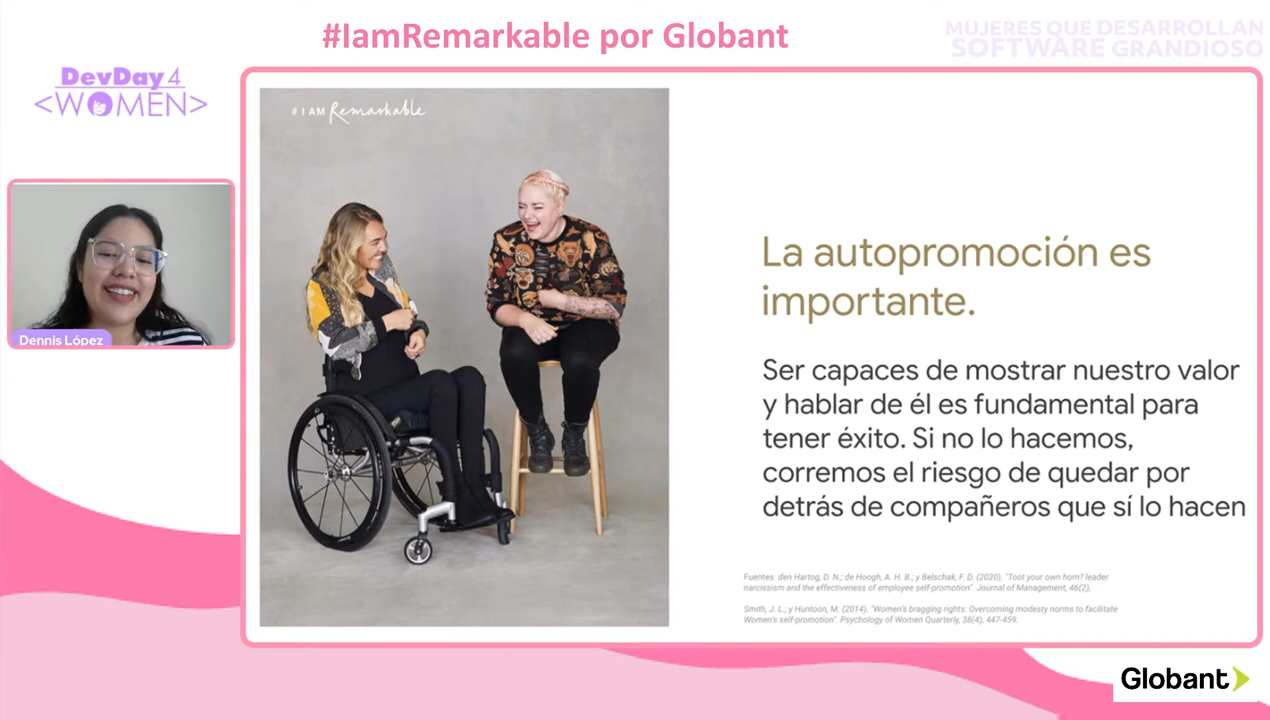 #IamRemarkable por Globant
MUJERES QUE DESARROLLAN
SOFTWARE GRANDIOSO
DevDay 4
<WOMEN>
Dennis López
# I AM Remarkable
La autopromoción es
importante.
Ser capaces de mostrar nuestro valor
y hablar de él es fundamental para
tener éxito. Si no lo hacemos,
corremos el riesgo de quedar por
detrás de compañeros que sí lo hacen
Fuentes: den Hartog, D. N.; de Hoogh, A. H. B.; y Belschak, F. D. (2020). "Toot your own horn? leader
narcissism and the effectiveness of employee self-promotion". Journal of Management, 46(2),
Smith, J. L.; y Huntoon, M. (2014). "Women's bragging rights: Overcoming modesty norms to facilitate
Women's self-promotion". Psychology of Women Quarterly, 38(4), 447-459.
Globant